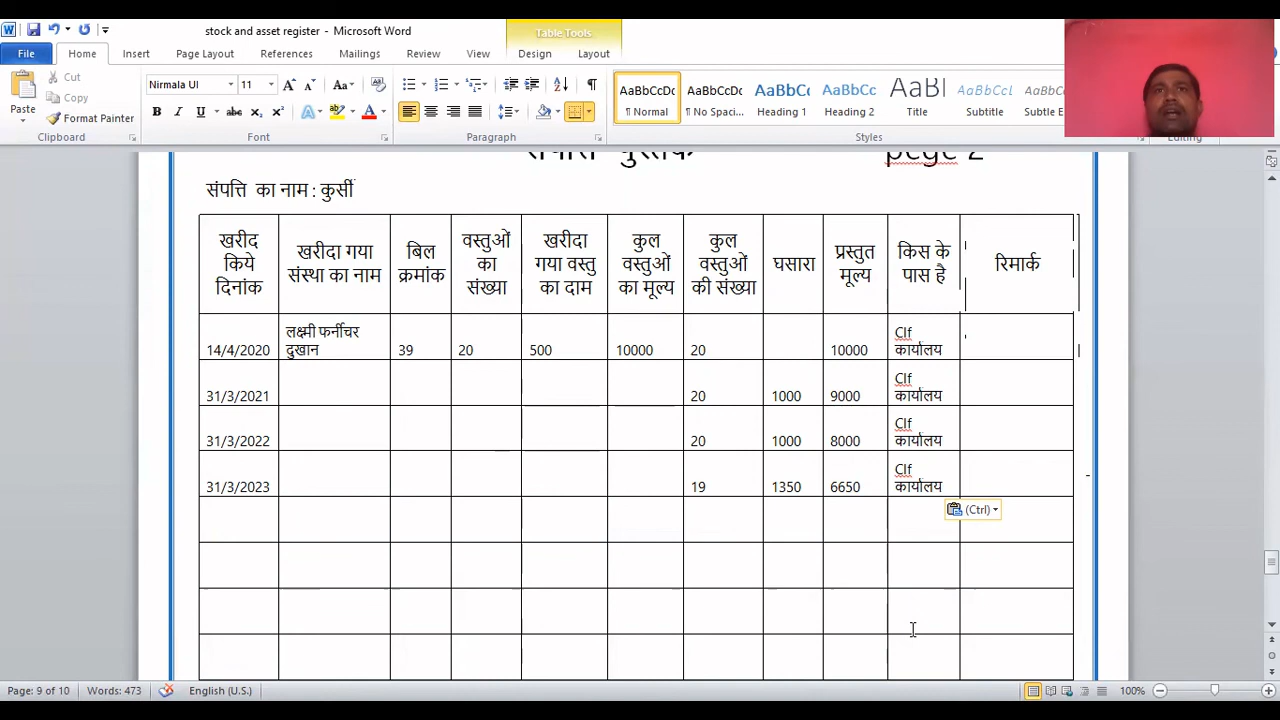 stock and asset register - Microsoft Word
Table Tools
File Home Insert Page Layout References Mailings Review View Design Layout
Cut
Copy
Paste
Format Painter
Nirmala UI 11
AaBbCcDc AaBbCcDc AaBbCc AaBbCc AaBl AaBbCcL
¶ Normal ¶ No Spaci... Heading 1 Heading 2 Title Subtitle Subtle E
Clipboard Font Paragraph Styles Editing
पुस्तक pege 2
संपत्ति का नाम : कुर्सी
खरीद किये दिनांक खरीदा गया संस्था का नाम बिल क्रमांक वस्तुओं का संख्या खरीदा गया वस्तु का दाम कुल वस्तुओं का मूल्य कुल वस्तुओं की संख्या घसारा प्रस्तुत मूल्य किस के पास है रिमार्क
14/4/2020 लक्ष्मी फर्नीचर दुखान 39 20 500 10000 20 10000 Clf कार्यालय
31/3/2021 20 1000 9000 Clf कार्यालय
31/3/2022 20 1000 8000 Clf कार्यालय
31/3/2023 19 1350 6650 Clf कार्यालय
(Ctrl)
Page: 9 of 10 Words: 473 English (U.S.) 100%